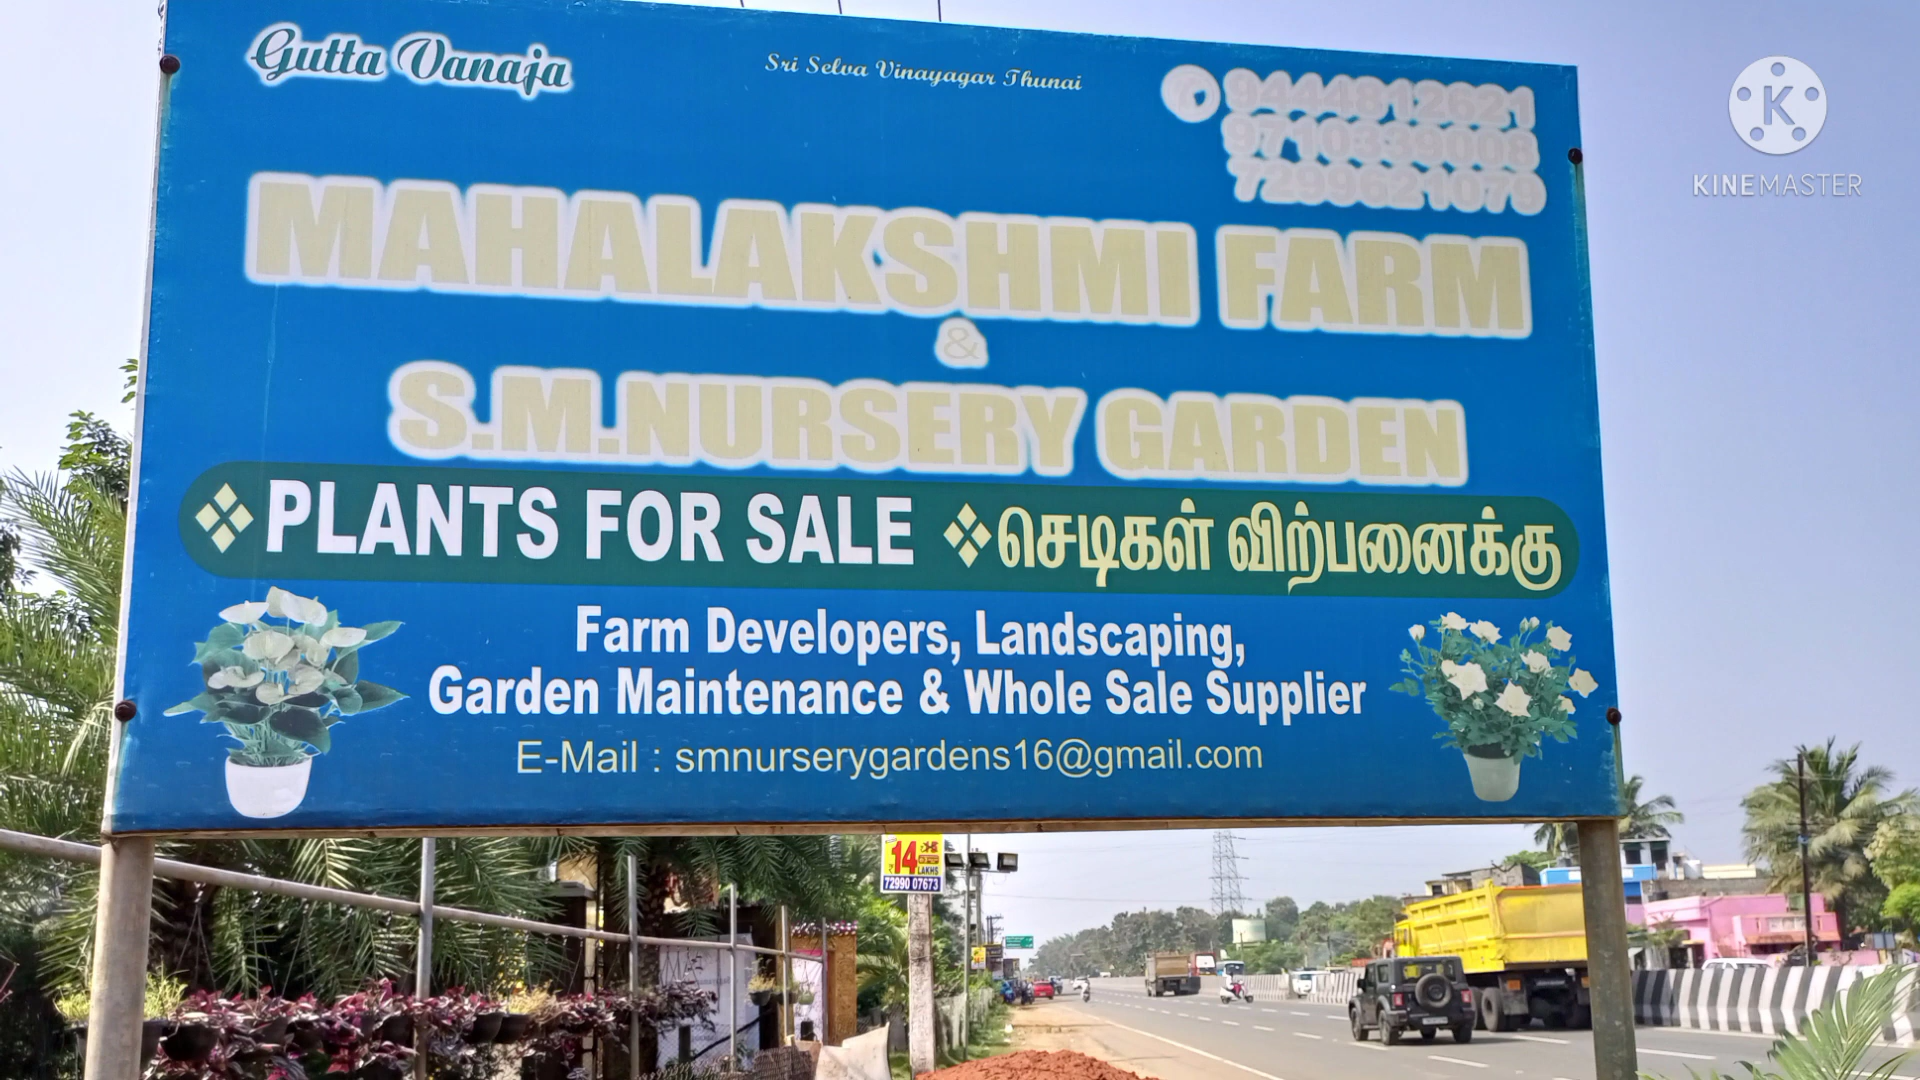 Gutta Vanaja
Sri Selva Vinayagar Thunai
9444812621
9710339008
7299621079
MAHALAKSHMI FARM
&
S.M.NURSERY GARDEN
PLANTS FOR SALE செடிகள் விற்பனைக்கு
Farm Developers, Landscaping,
Garden Maintenance & Whole Sale Supplier
E-Mail : smnurserygardens16@gmail.com
KINEMASTER
₹ 14 LAKHS
72990 07673